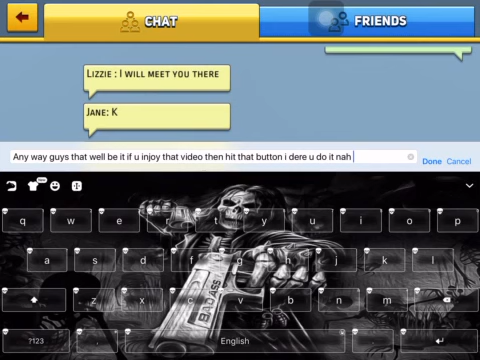 CHAT
FRIENDS
Lizzie : I will meet you there
Jane: K
Any way guys that well be it if u injoy that video then hit that button i dere u do it nah
Done Cancel
q w e r t y u i o p
a s d f g h j k l
z x c v b n m
?123 , English .